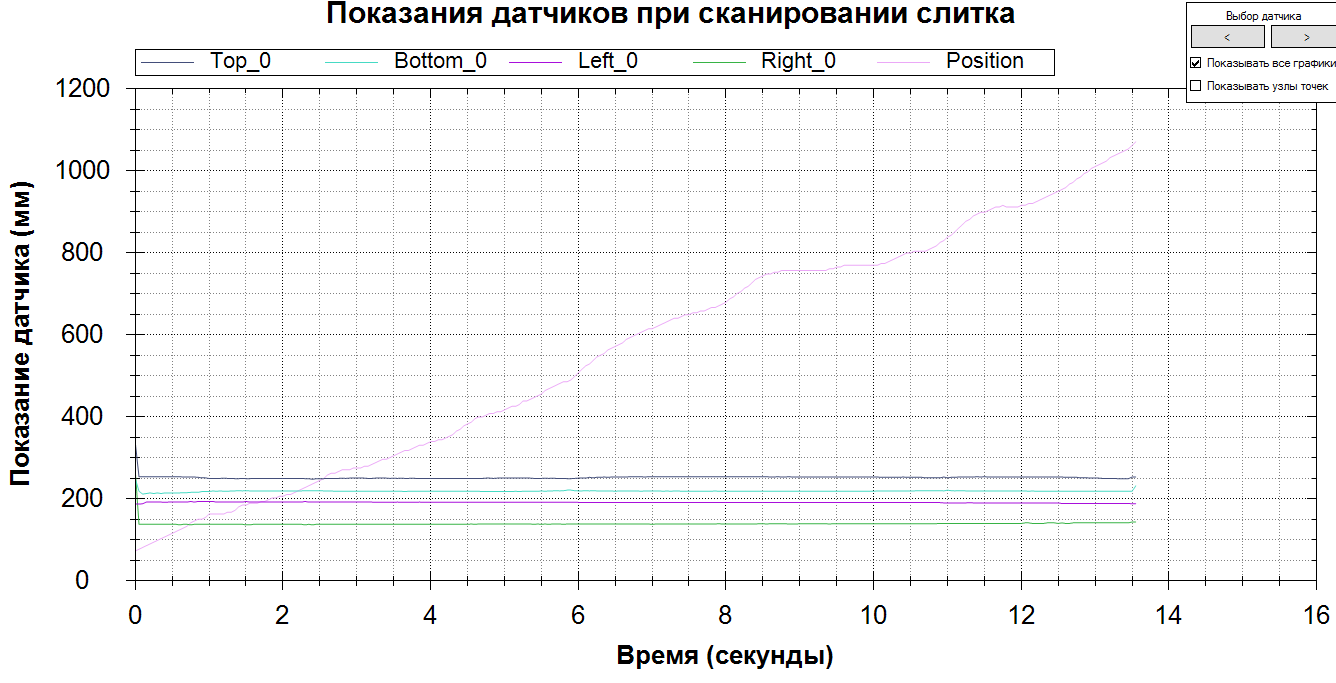 Показания датчиков при сканировании слитка
Выбор датчика
< >
Показывать все графики
Показывать узлы точек
Top_0 Bottom_0 Left_0 Right_0 Position
Показание датчика (мм)
1200
1000
800
600
400
200
0
0 2 4 6 8 10 12 14 16
Время (секунды)